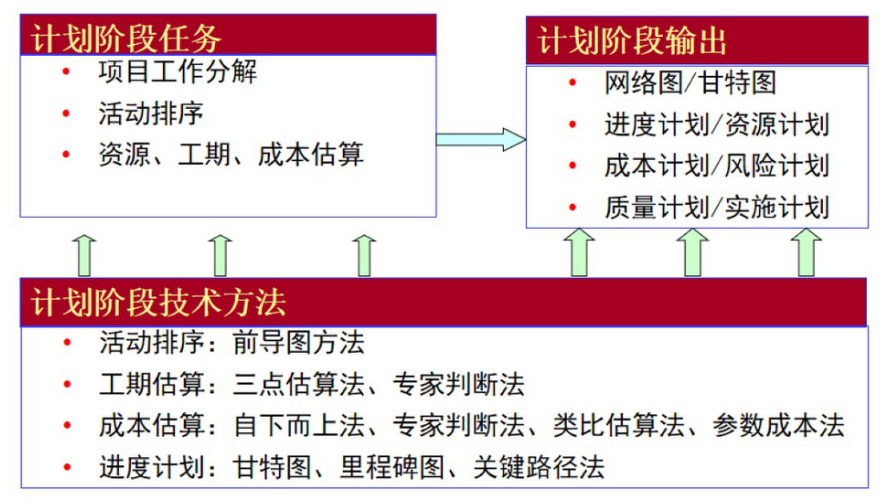 计划阶段任务
• 项目工作分解
• 活动排序
• 资源、工期、成本估算
计划阶段输出
• 网络图/甘特图
• 进度计划/资源计划
• 成本计划/风险计划
• 质量计划/实施计划
计划阶段技术方法
• 活动排序：前导图方法
• 工期估算：三点估算法、专家判断法
• 成本估算：自下而上法、专家判断法、类比估算法、参数成本法
• 进度计划：甘特图、里程碑图、关键路径法